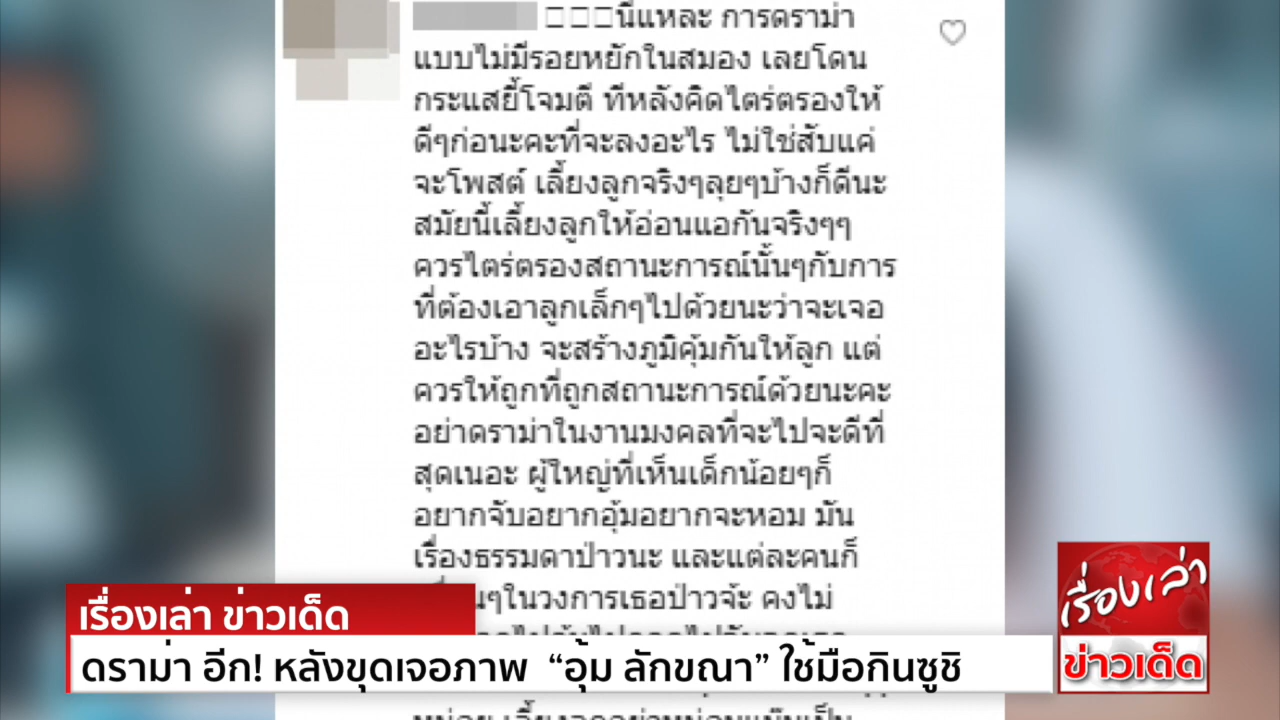 นี่แหละ การดราม่า
แบบไม่มีรอยหยักในสมอง เลยโดน
กระแสยี้โจมตี ทีหลังคิดไตร่ตรองให้
ดีๆก่อนนะคะที่จะลงอะไร ไม่ใช่สับแค่
จะโพสต์ เลี้ยงลูกจริงๆลุยๆบ้างก็ดีนะ
สมัยนี้เลี้ยงลูกให้อ่อนแอกันจริงๆๆ
ควรไตร่ตรองสถานะการณ์นั้นๆกับการ
ที่ต้องเอาลูกเล็กๆไปด้วยนะว่าจะเจอ
อะไรบ้าง จะสร้างภูมิคุ้มกันให้ลูก แต่
ควรให้ถูกที่ถูกสถานะการณ์ด้วยนะคะ
อย่าดราม่าในงานมงคลที่จะไปจะดีที่
สุดเนอะ ผู้ใหญ่ที่เห็นเด็กน้อยๆก็
อยากจับอยากอุ้มอยากจะหอม มัน
เรื่องธรรมดาป่าวนะ และแต่ละคนก็
ในวงการเธอป่าวจ้ะ คงไม่
เรื่องเล่า ข่าวเด็ด
ดราม่า อีก! หลังขุดเจอภาพ “อุ้ม ลักขณา” ใช้มือกินซูชิ
เรื่องเล่า
ข่าวเด็ด